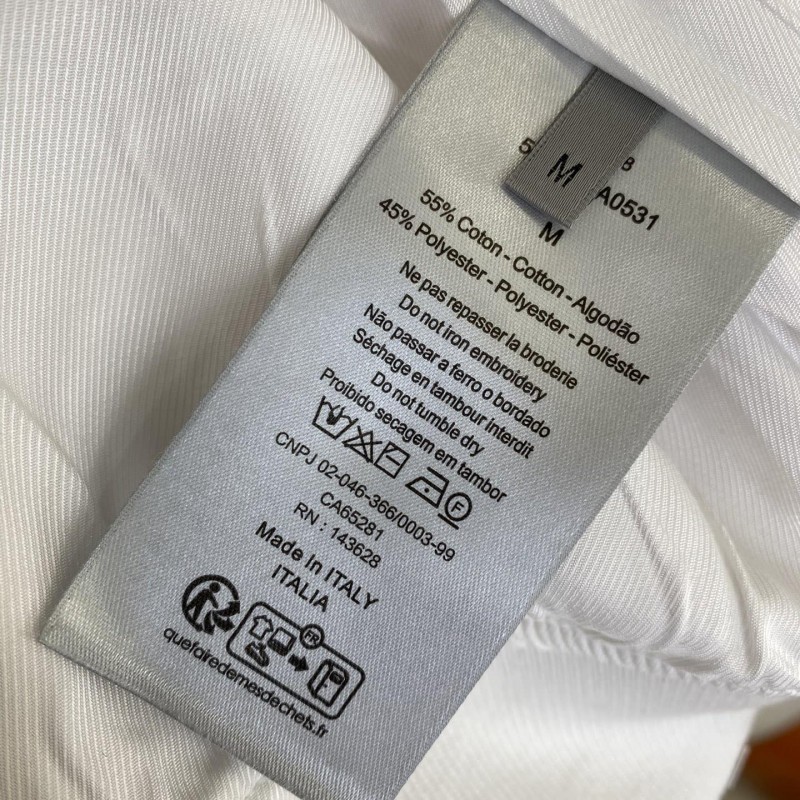 M
A0531
M
55% Coton - Cotton - Algodão
45% Polyester - Polyester - Poliéster
Ne pas repasser la broderie
Do not iron embroidery
Não passar a ferro o bordado
Séchage en tambour interdit
Do not tumble dry
Proibido secagem em tambor
F
CNPJ 02-046-366/0003-99
CA65281
RN : 143628
Made in ITALY
ITALIA
FR
quefairedemesdechets.fr